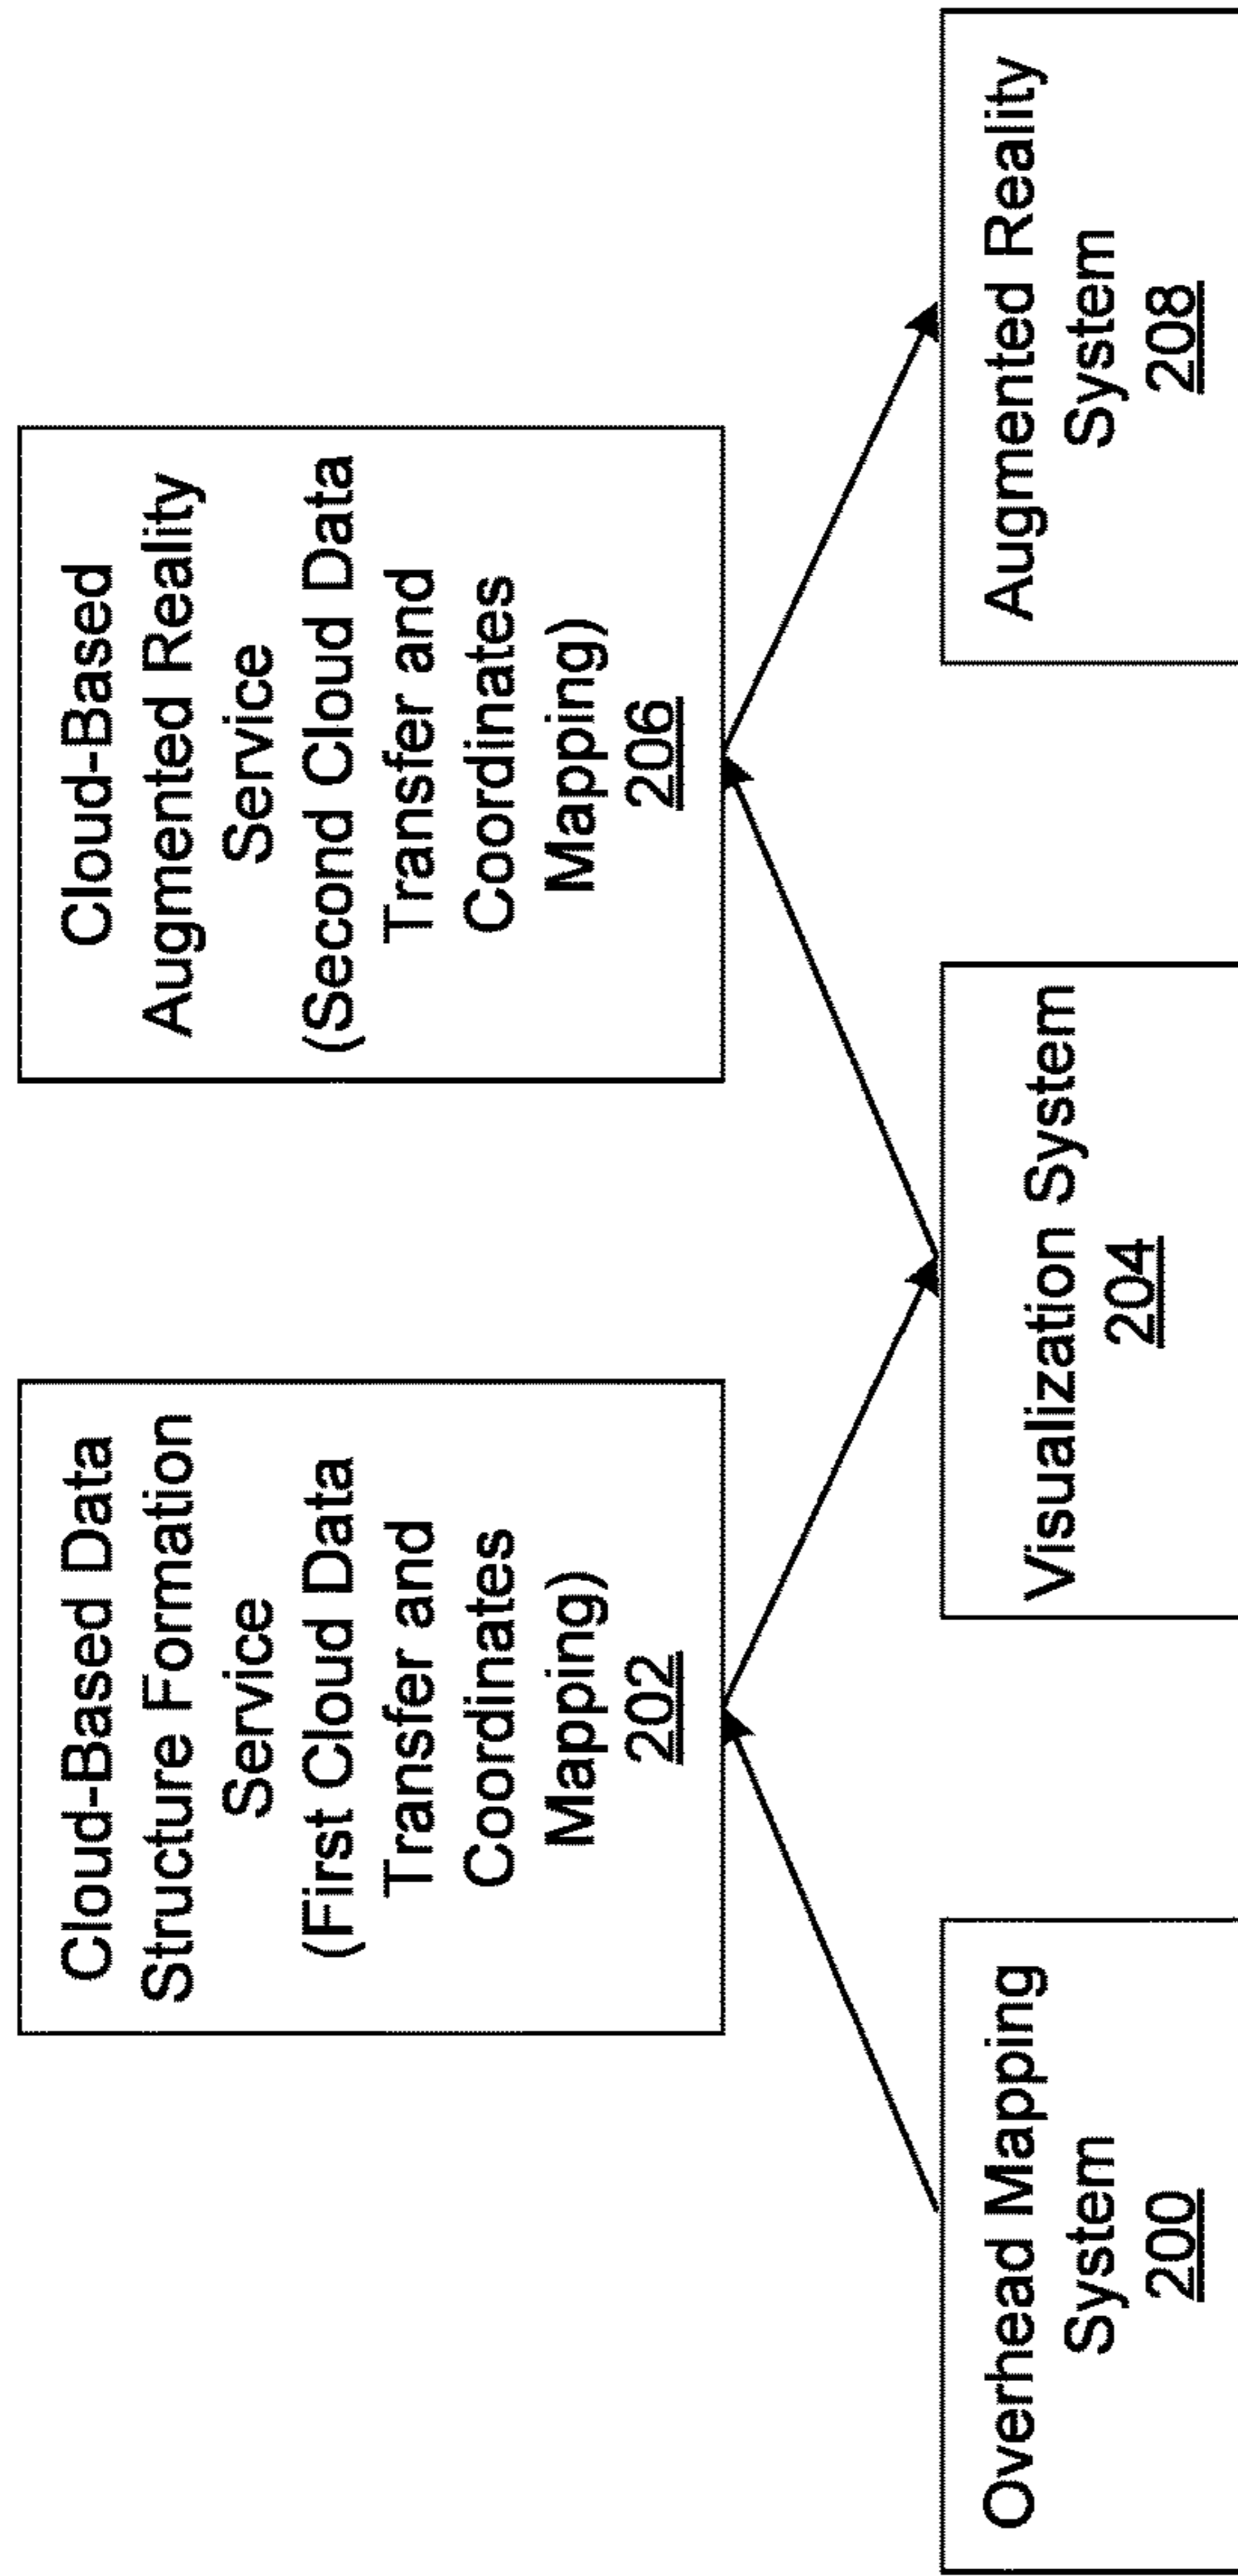 Cloud-Based Data
Structure Formation
Service
(First Cloud Data
Transfer and
Coordinates
Mapping)
202
Cloud-Based
Augmented Reality
Service
(Second Cloud Data
Transfer and
Coordinates
Mapping)
206
Overhead Mapping
System
200
Visualization System
204
Augmented Reality
System
208